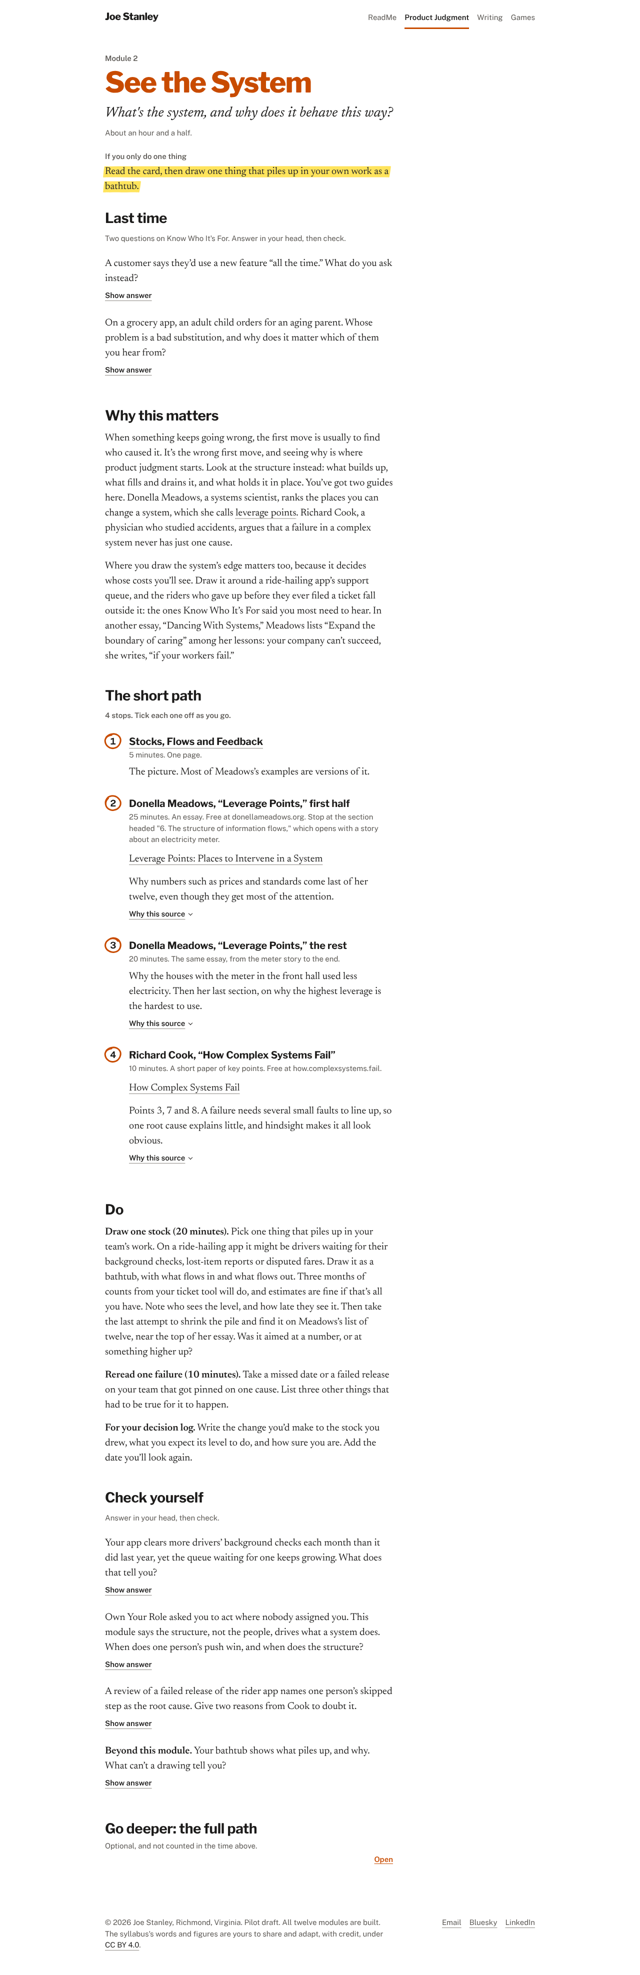 Joe Stanley
ReadMe Product Judgment Writing Games
Module 2
See the System
What's the system, and why does it behave this way?
About an hour and a half.
If you only do one thing
Read the card, then draw one thing that piles up in your own work as a
bathtub.
Last time
Two questions on Know Who It's For. Answer in your head, then check.
A customer says they'd use a new feature “all the time.” What do you ask
instead?
Show answer
On a grocery app, an adult child orders for an aging parent. Whose
problem is a bad substitution, and why does it matter which of them
you hear from?
Show answer
Why this matters
When something keeps going wrong, the first move is usually to find
who caused it. It’s the wrong first move, and seeing why is where
product judgment starts. Look at the structure instead: what builds up,
what fills and drains it, and what holds it in place. You’ve got two guides
here. Donella Meadows, a systems scientist, ranks the places you can
change a system, which she calls leverage points. Richard Cook, a
physician who studied accidents, argues that a failure in a complex
system never has just one cause.
Where you draw the system’s edge matters too, because it decides
whose costs you’ll see. Draw it around a ride-hailing app’s support
queue, and the riders who gave up before they ever filed a ticket fall
outside it: the ones Know Who It’s For said you most need to hear. In
another essay, “Dancing With Systems,” Meadows lists “Expand the
boundary of caring” among her lessons: your company can’t succeed,
she writes, “if your workers fail.”
The short path
4 stops. Tick each one off as you go.
1 Stocks, Flows and Feedback
5 minutes. One page.
The picture. Most of Meadows’s examples are versions of it.
2 Donella Meadows, “Leverage Points,” first half
25 minutes. An essay. Free at donellameadows.org. Stop at the section
headed “6. The structure of information flows,” which opens with a story
about an electricity meter.
Leverage Points: Places to Intervene in a System
Why numbers such as prices and standards come last of her
twelve, even though they get most of the attention.
Why this source
3 Donella Meadows, “Leverage Points,” the rest
20 minutes. The same essay, from the meter story to the end.
Why the houses with the meter in the front hall used less
electricity. Then her last section, on why the highest leverage is
the hardest to use.
Why this source
4 Richard Cook, “How Complex Systems Fail”
10 minutes. A short paper of key points. Free at how.complexsystems.fail.
How Complex Systems Fail
Points 3, 7 and 8. A failure needs several small faults to line up, so
one root cause explains little, and hindsight makes it all look
obvious.
Why this source
Do
Draw one stock (20 minutes). Pick one thing that piles up in your
team’s work. On a ride-hailing app it might be drivers waiting for their
background checks, lost-item reports or disputed fares. Draw it as a
bathtub, with what flows in and what flows out. Three months of
counts from your ticket tool will do, and estimates are fine if that’s all
you have. Note who sees the level, and how late they see it. Then take
the last attempt to shrink the pile and find it on Meadows’s list of
twelve, near the top of her essay. Was it aimed at a number, or at
something higher up?
Reread one failure (10 minutes). Take a missed date or a failed release
on your team that got pinned on one cause. List three other things that
had to be true for it to happen.
For your decision log. Write the change you’d make to the stock you
drew, what you expect its level to do, and how sure you are. Add the
date you’ll look again.
Check yourself
Answer in your head, then check.
Your app clears more drivers’ background checks each month than it
did last year, yet the queue waiting for one keeps growing. What does
that tell you?
Show answer
Own Your Role asked you to act where nobody assigned you. This
module says the structure, not the people, drives what a system does.
When does one person’s push win, and when does the structure?
Show answer
A review of a failed release of the rider app names one person’s skipped
step as the root cause. Give two reasons from Cook to doubt it.
Show answer
Beyond this module. Your bathtub shows what piles up, and why.
What can’t a drawing tell you?
Show answer
Go deeper: the full path
Optional, and not counted in the time above.
Open
© 2026 Joe Stanley, Richmond, Virginia. Pilot draft. All twelve modules are built.
The syllabus’s words and figures are yours to share and adapt, with credit, under
CC BY 4.0.
Email Bluesky LinkedIn